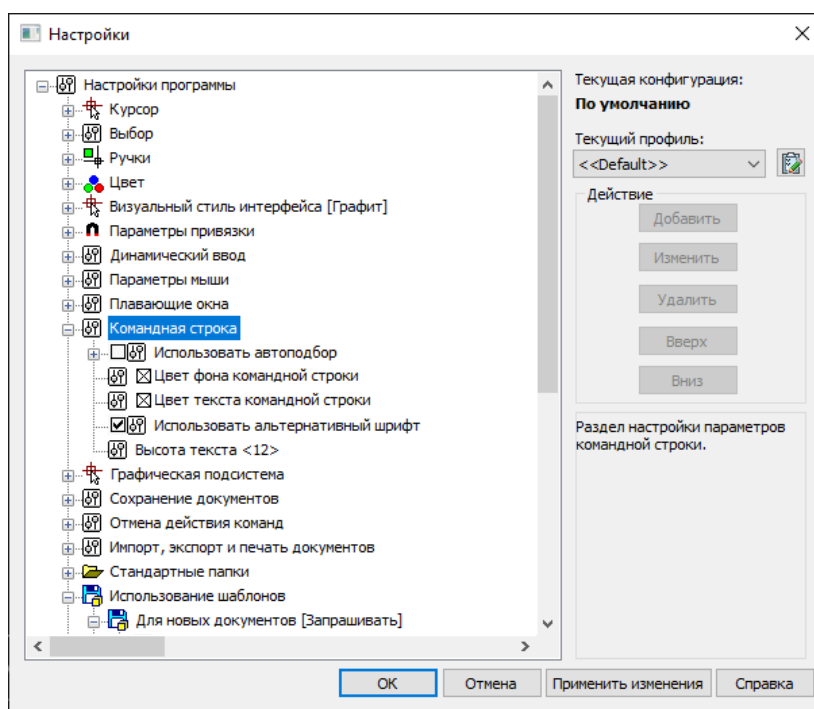 Настройки
Настройки программы
Курсор
Выбор
Ручки
Цвет
Визуальный стиль интерфейса [Графит]
Параметры привязки
Динамический ввод
Параметры мыши
Плавающие окна
Командная строка
Использовать автоподбор
Цвет фона командной строки
Цвет текста командной строки
Использовать альтернативный шрифт
Высота текста <12>
Графическая подсистема
Сохранение документов
Отмена действия команд
Импорт, экспорт и печать документов
Стандартные папки
Использование шаблонов
Для новых документов [Запрашивать]
Текущая конфигурация:
По умолчанию
Текущий профиль:
<<Default>>
Действие
Добавить
Изменить
Удалить
Вверх
Вниз
Раздел настройки параметров
командной строки.
ОК
Отмена
Применить изменения
Справка